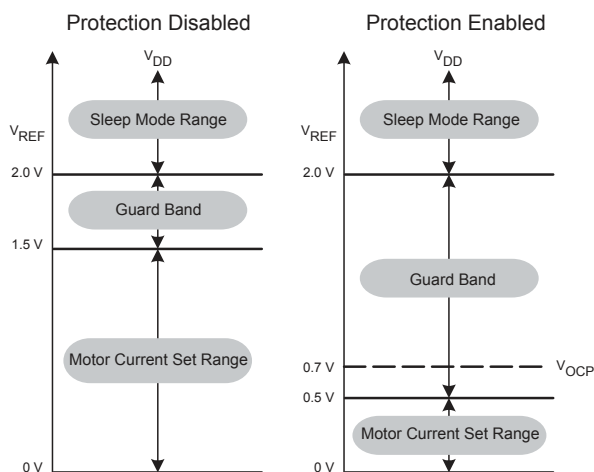 Protection Disabled
VDD
VREF
Sleep Mode Range
2.0 V
Guard Band
1.5 V
Motor Current Set Range
0 V
Protection Enabled
VDD
VREF
Sleep Mode Range
2.0 V
Guard Band
0.7 V
VOCP
0.5 V
Motor Current Set Range
0 V